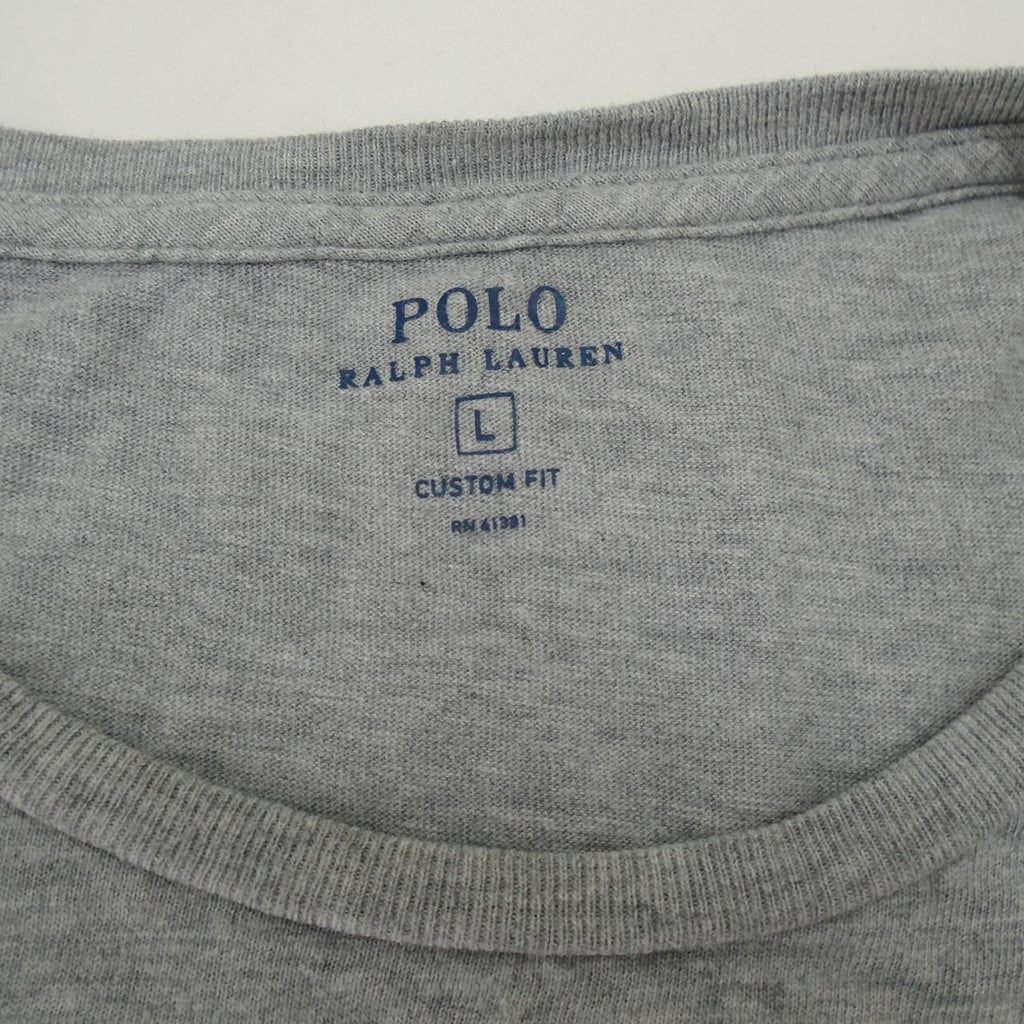 POLO
RALPH LAUREN
L
CUSTOM FIT
RN 41381